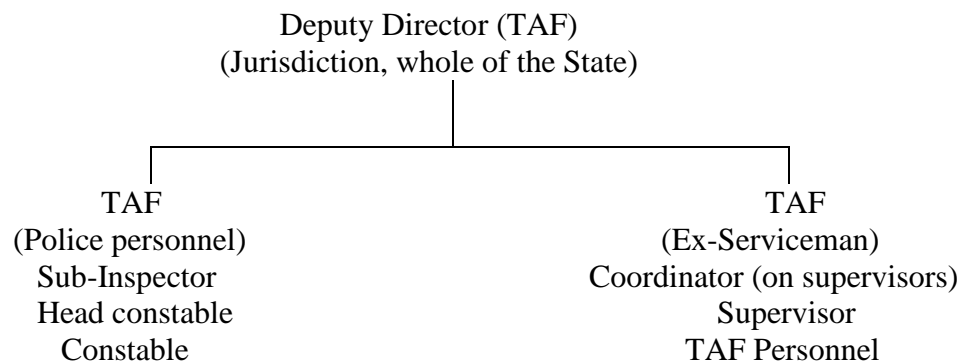 Deputy Director (TAF)
(Jurisdiction, whole of the State)
TAF
(Police personnel)
Sub-Inspector
Head constable
Constable
TAF
(Ex-Serviceman)
Coordinator (on supervisors)
Supervisor
TAF Personnel